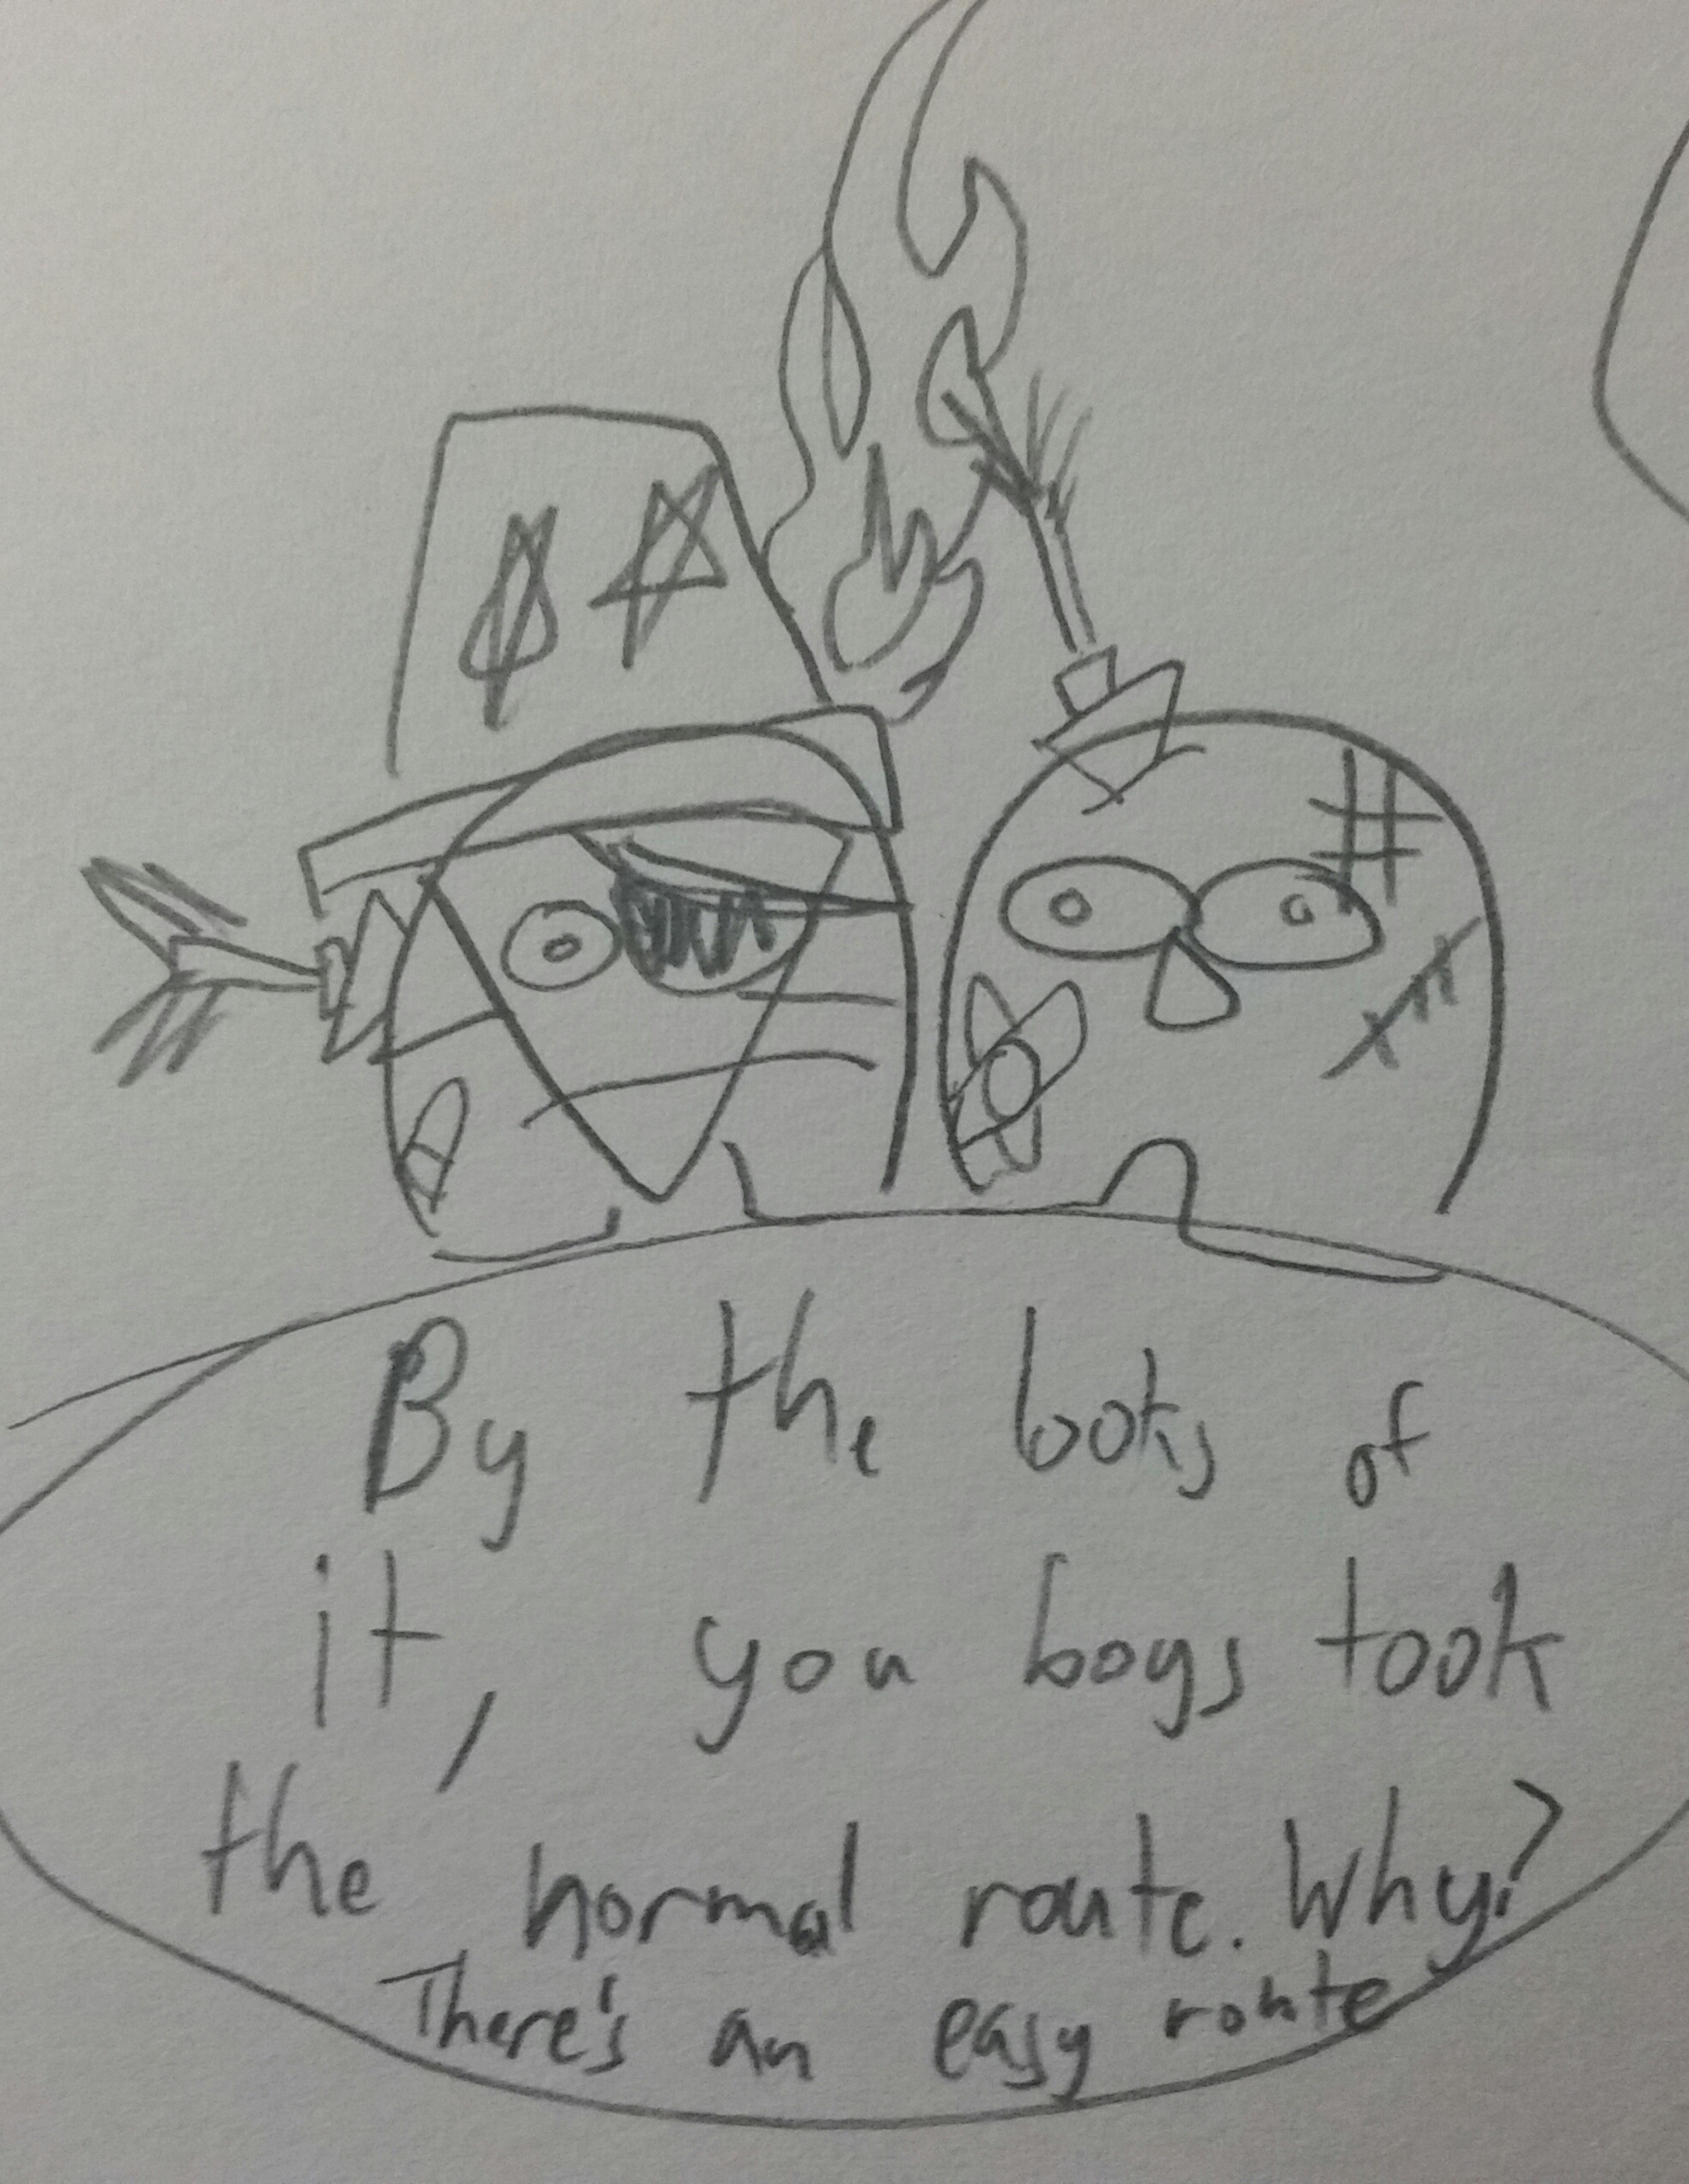 By the looks of
it, you boys took
the normal route. Why?
There's an easy route